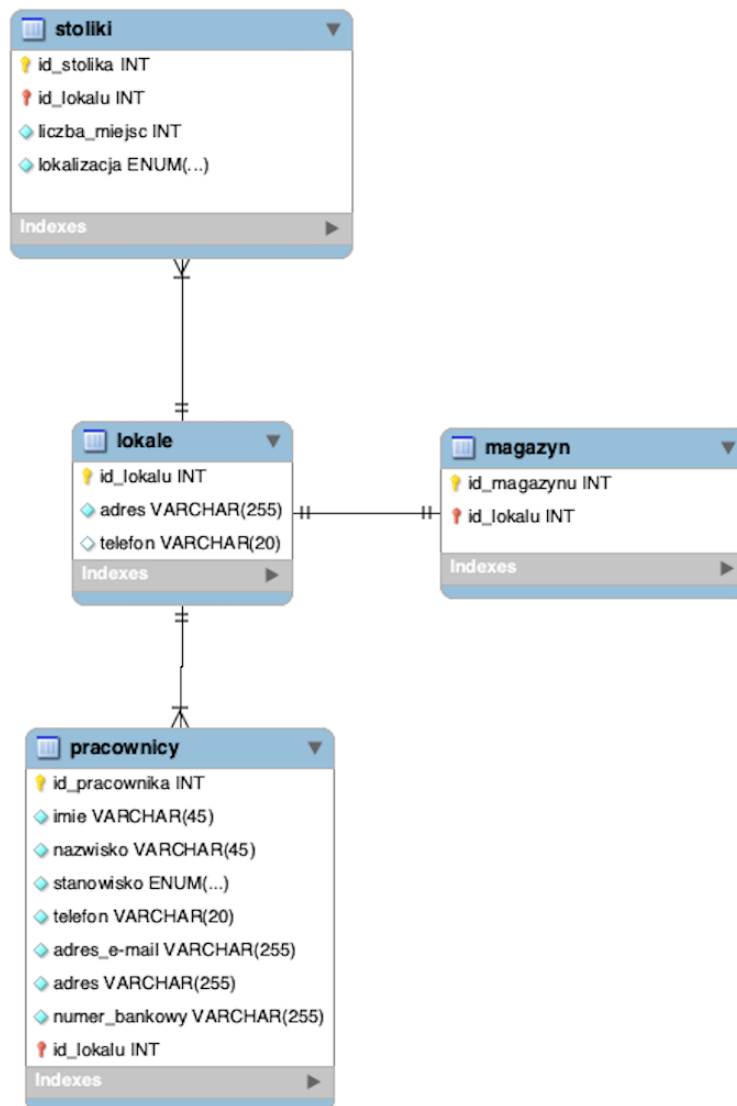 stoliki
id_stolika INT
id_lokalu INT
liczba_miejsc INT
lokalizacja ENUM(...)
Indexes
lokale
id_lokalu INT
adres VARCHAR(255)
telefon VARCHAR(20)
Indexes
magazyn
id_magazynu INT
id_lokalu INT
Indexes
pracownicy
id_pracownika INT
imie VARCHAR(45)
nazwisko VARCHAR(45)
stanowisko ENUM(...)
telefon VARCHAR(20)
adres_e-mail VARCHAR(255)
adres VARCHAR(255)
numer_bankowy VARCHAR(255)
id_lokalu INT
Indexes